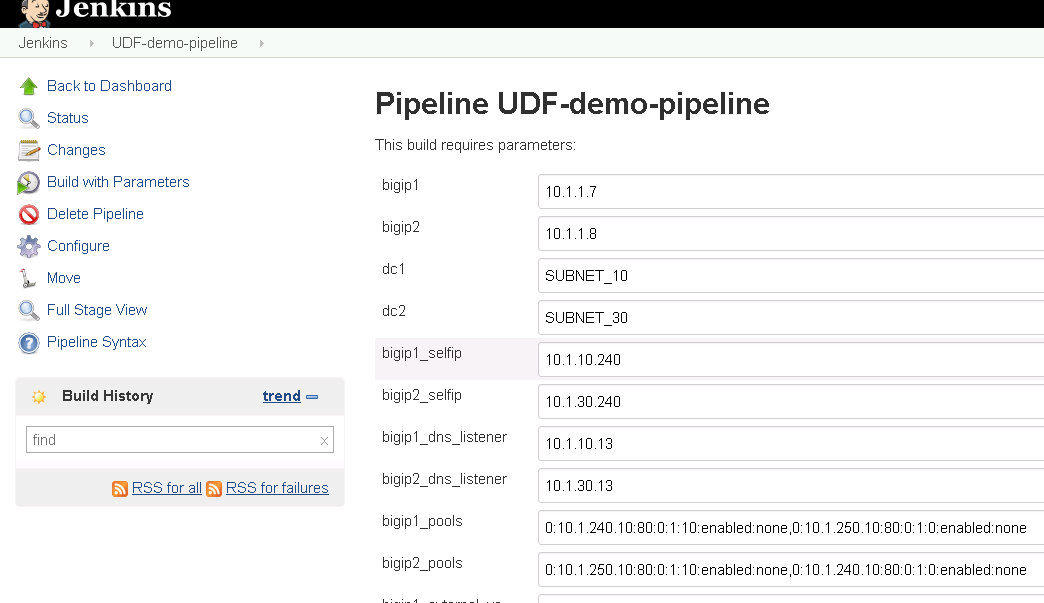 Jenkins
Jenkins UDF-demo-pipeline
Back to Dashboard
Status
Changes
Build with Parameters
Delete Pipeline
Configure
Move
Full Stage View
Pipeline Syntax
Build History trend
find x
RSS for all RSS for failures
Pipeline UDF-demo-pipeline
This build requires parameters:
bigip1 10.1.1.7
bigip2 10.1.1.8
dc1 SUBNET_10
dc2 SUBNET_30
bigip1_selfip 10.1.10.240
bigip2_selfip 10.1.30.240
bigip1_dns_listener 10.1.10.13
bigip2_dns_listener 10.1.30.13
bigip1_pools 0:10.1.240.10:80:0:1:10:enabled:none,0:10.1.250.10:80:0:1:0:enabled:none
bigip2_pools 0:10.1.250.10:80:0:1:10:enabled:none,0:10.1.240.10:80:0:1:0:enabled:none